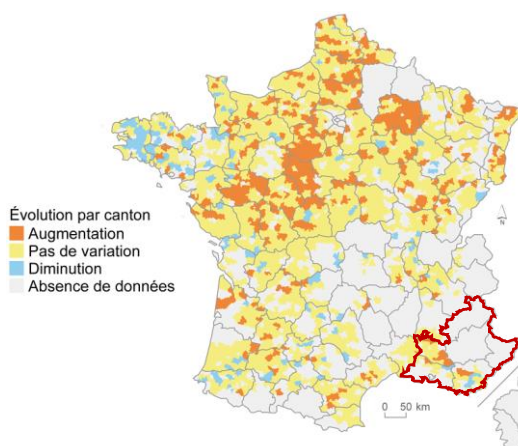 Évolution par canton
Augmentation
Pas de variation
Diminution
Absence de données
N
0 50 km